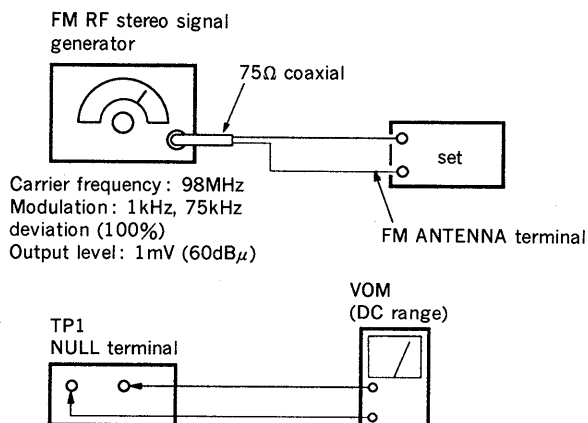 FM RF stereo signal
generator
75Ω coaxial
set
Carrier frequency: 98MHz
Modulation: 1kHz, 75kHz
deviation (100%)
Output level: 1mV (60dBμ)
FM ANTENNA terminal
VOM
(DC range)
TP1
NULL terminal